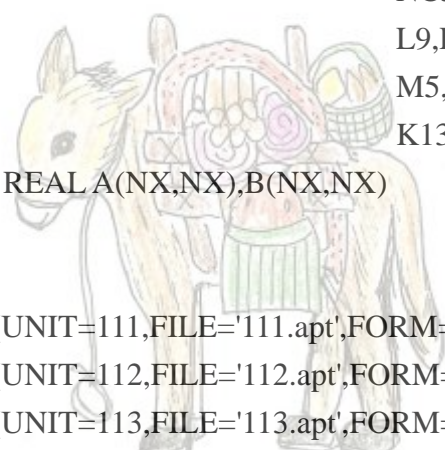 L9,
M5,
K13
REAL A(NX,NX),B(NX,NX)
UNIT=111,FILE='111.apt',FORM=
UNIT=112,FILE='112.apt',FORM=
UNIT=113,FILE='113.apt',FORM=